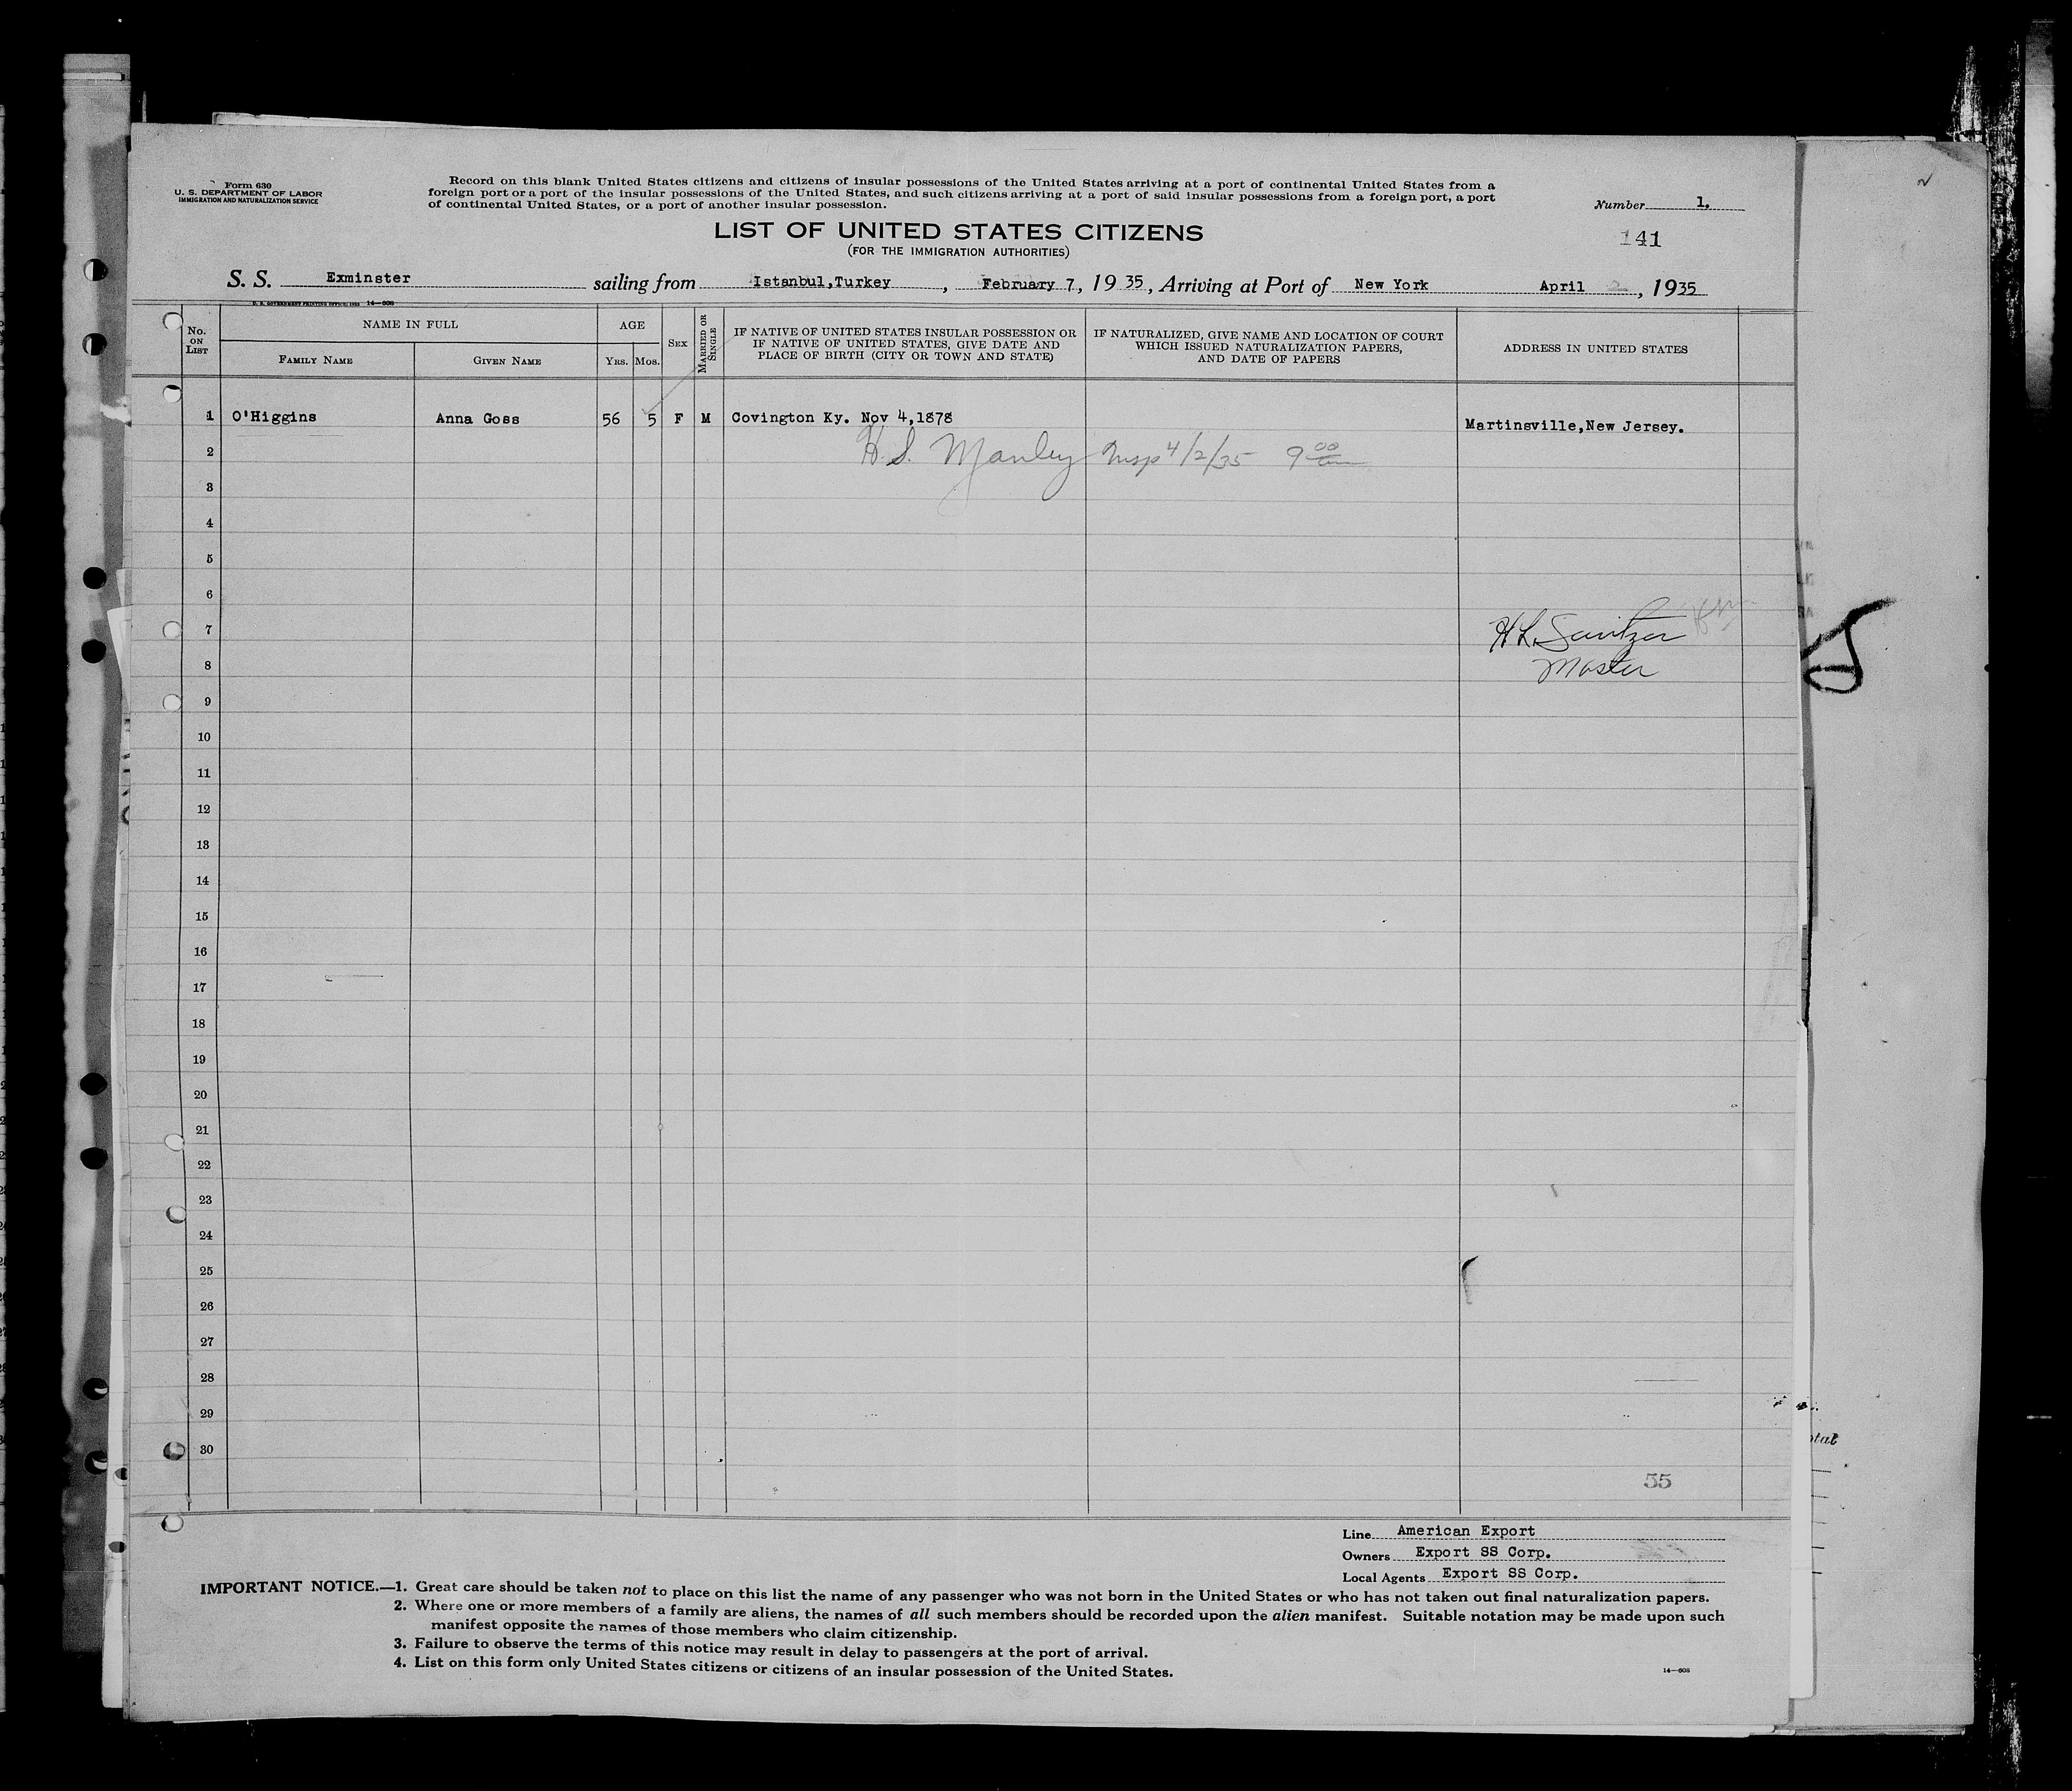 Form 630
U. S. DEPARTMENT OF LABOR
IMMIGRATION AND NATURALIZATION SERVICE
Record on this blank United States citizens and citizens of insular possessions of the United States arriving at a port of continental United States from a
foreign port or a port of the insular possessions of the United States, and such citizens arriving at a port of said insular possessions from a foreign port, a port
of continental United States, or a port of another insular possession.
Number 1.
LIST OF UNITED STATES CITIZENS
(FOR THE IMMIGRATION AUTHORITIES)
141
S. S. Exminster sailing from Istanbul,Turkey , February 7, 19 35, Arriving at Port of New York April 2, 1935
U. S. GOVERNMENT PRINTING OFFICE: 1933 14—608
No. ON LIST
NAME IN FULL
FAMILY NAME
GIVEN NAME
AGE
YRS. MOS.
SEX
MARRIED OR SINGLE
IF NATIVE OF UNITED STATES INSULAR POSSESSION OR
IF NATIVE OF UNITED STATES, GIVE DATE AND
PLACE OF BIRTH (CITY OR TOWN AND STATE)
IF NATURALIZED, GIVE NAME AND LOCATION OF COURT
WHICH ISSUED NATURALIZATION PAPERS,
AND DATE OF PAPERS
ADDRESS IN UNITED STATES
1 O'Higgins Anna Goss 56 5 F M Covington Ky. Nov 4,1878 Martinsville,New Jersey.
2 H. S. Manley Insp 4/2/35 9 00 am
3
4
5
6
7
H L
8 Master
9
10
11
12
13
14
15
16
17
18
19
20
21
22
23
24
25
26
27
28
29
30
55
Line American Export
Owners Export SS Corp.
Local Agents Export SS Corp.
IMPORTANT NOTICE.—1. Great care should be taken not to place on this list the name of any passenger who was not born in the United States or who has not taken out final naturalization papers.
2. Where one or more members of a family are aliens, the names of all such members should be recorded upon the alien manifest. Suitable notation may be made upon such
manifest opposite the names of those members who claim citizenship.
3. Failure to observe the terms of this notice may result in delay to passengers at the port of arrival.
4. List on this form only United States citizens or citizens of an insular possession of the United States.
14—608